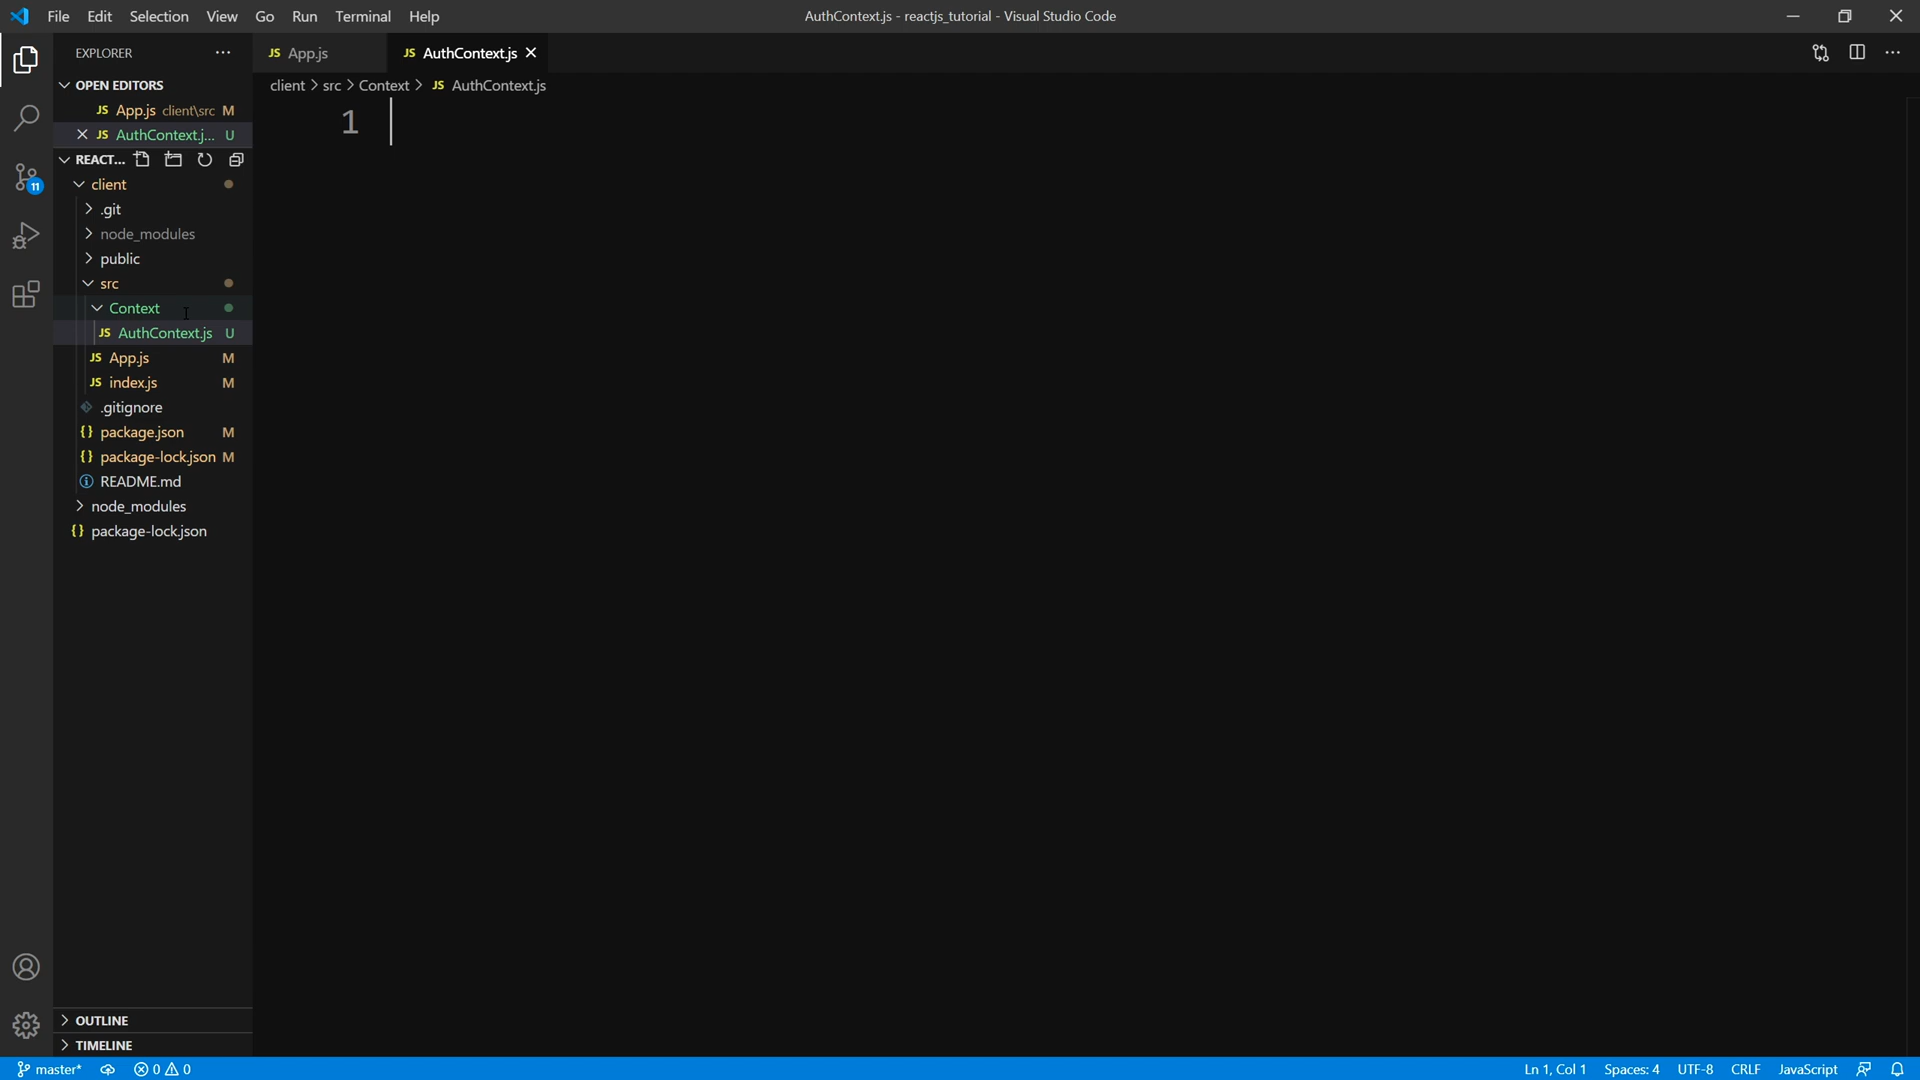 File Edit Selection View Go Run Terminal Help
AuthContext.js - reactjs_tutorial - Visual Studio Code
EXPLORER
JS App.js
JS AuthContext.js
OPEN EDITORS
client > src > Context > JS AuthContext.js
JS App.js client\src M
JS AuthContext.j... U
1
REACT...
client
.git
node_modules
public
src
Context
JS AuthContext.js U
JS App.js M
JS index.js M
.gitignore
{} package.json M
{} package-lock.json M
README.md
node_modules
{} package-lock.json
11
OUTLINE
TIMELINE
master* 0 0
Ln 1, Col 1 Spaces: 4 UTF-8 CRLF JavaScript